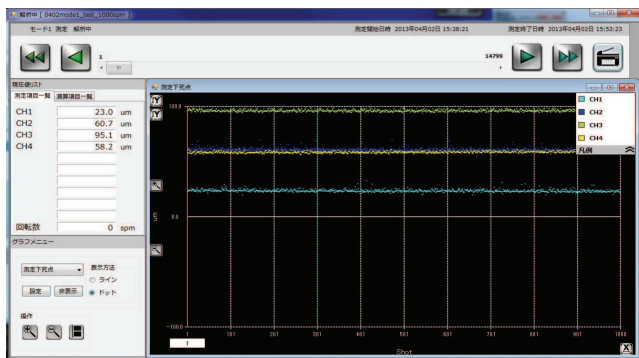 解析中 [ 0402mode1_test_1000spm ]
モード1 測定 解析中
測定開始日時 2013年04月02日 15:38:21
測定終了日時 2013年04月02日 15:53:23
1
14799
現在値リスト
測定項目一覧 演算項目一覧
CH1 23.0 um
CH2 60.7 um
CH3 95.1 um
CH4 58.2 um
回転数 0 spm
グラフメニュー
測定下死点
表示方法
ライン
ドット
設定 非表示
操作
測定下死点
100.0
0.0
-100.0
um
CH1
CH2
CH3
CH4
凡例
1 101 201 301 401 501 601 701 801 901 1000
1
Shot